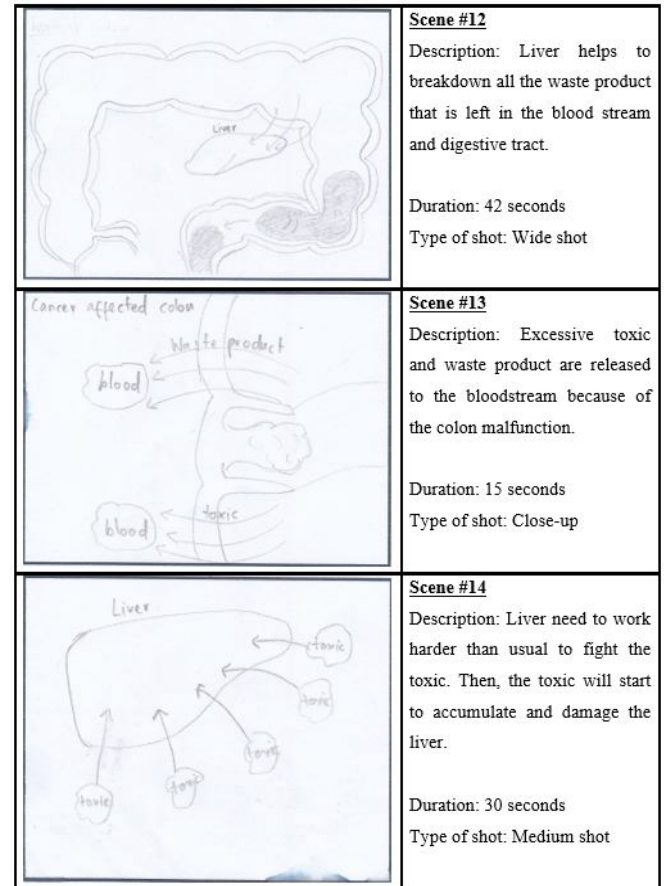 Liver
Scene #12
Description: Liver helps to
breakdown all the waste product
that is left in the blood stream
and digestive tract.
Duration: 42 seconds
Type of shot: Wide shot
Cancer affected colon
Waste product
blood
toxic
blood
Scene #13
Description: Excessive toxic
and waste product are released
to the bloodstream because of
the colon malfunction.
Duration: 15 seconds
Type of shot: Close-up
Liver
toxic
toxic
toxic
toxic
toxic
Scene #14
Description: Liver need to work
harder than usual to fight the
toxic. Then, the toxic will start
to accumulate and damage the
liver.
Duration: 30 seconds
Type of shot: Medium shot